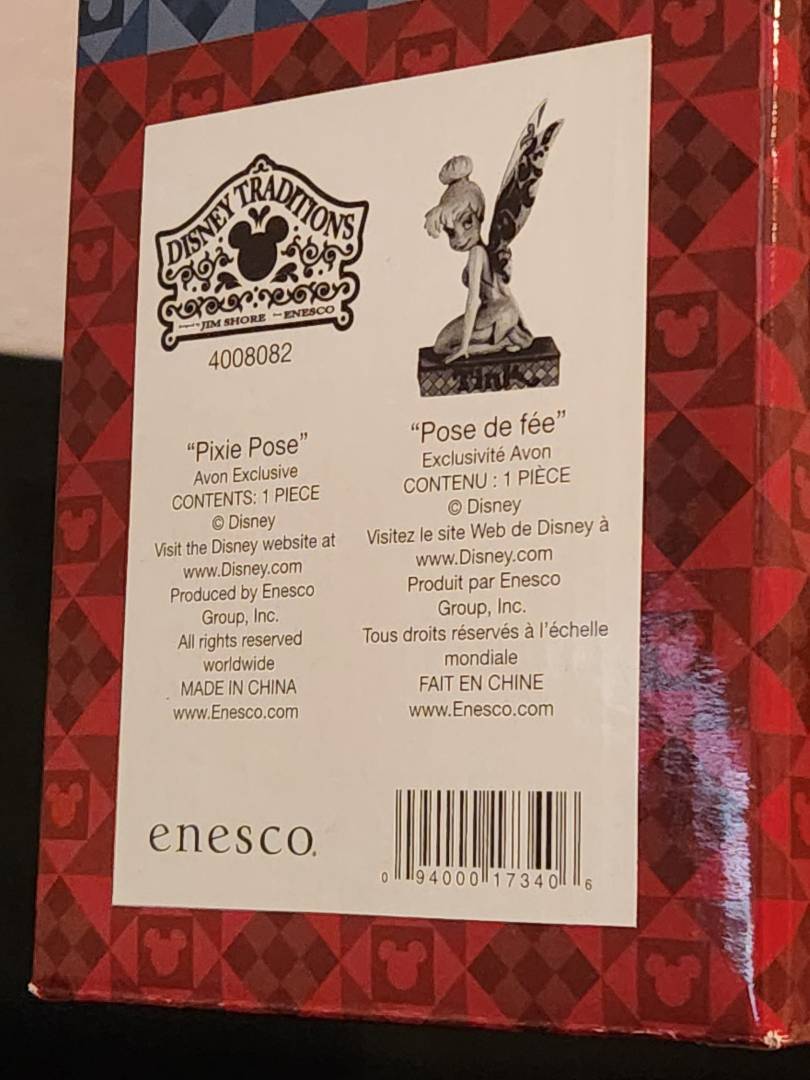 DISNEY TRADITIONS
JIM SHORE
ENESCO
4008082
Tink
"Pixie Pose"
Avon Exclusive
CONTENTS: 1 PIECE
© Disney
Visit the Disney website at
www.Disney.com
Produced by Enesco
Group, Inc.
All rights reserved
worldwide
MADE IN CHINA
www.Enesco.com
"Pose de fée"
Exclusivité Avon
CONTENU : 1 PIÈCE
© Disney
Visitez le site Web de Disney à
www.Disney.com
Produit par Enesco
Group, Inc.
Tous droits réservés à l'échelle
mondiale
FAIT EN CHINE
www.Enesco.com
enesco.
0 94000 17340 6